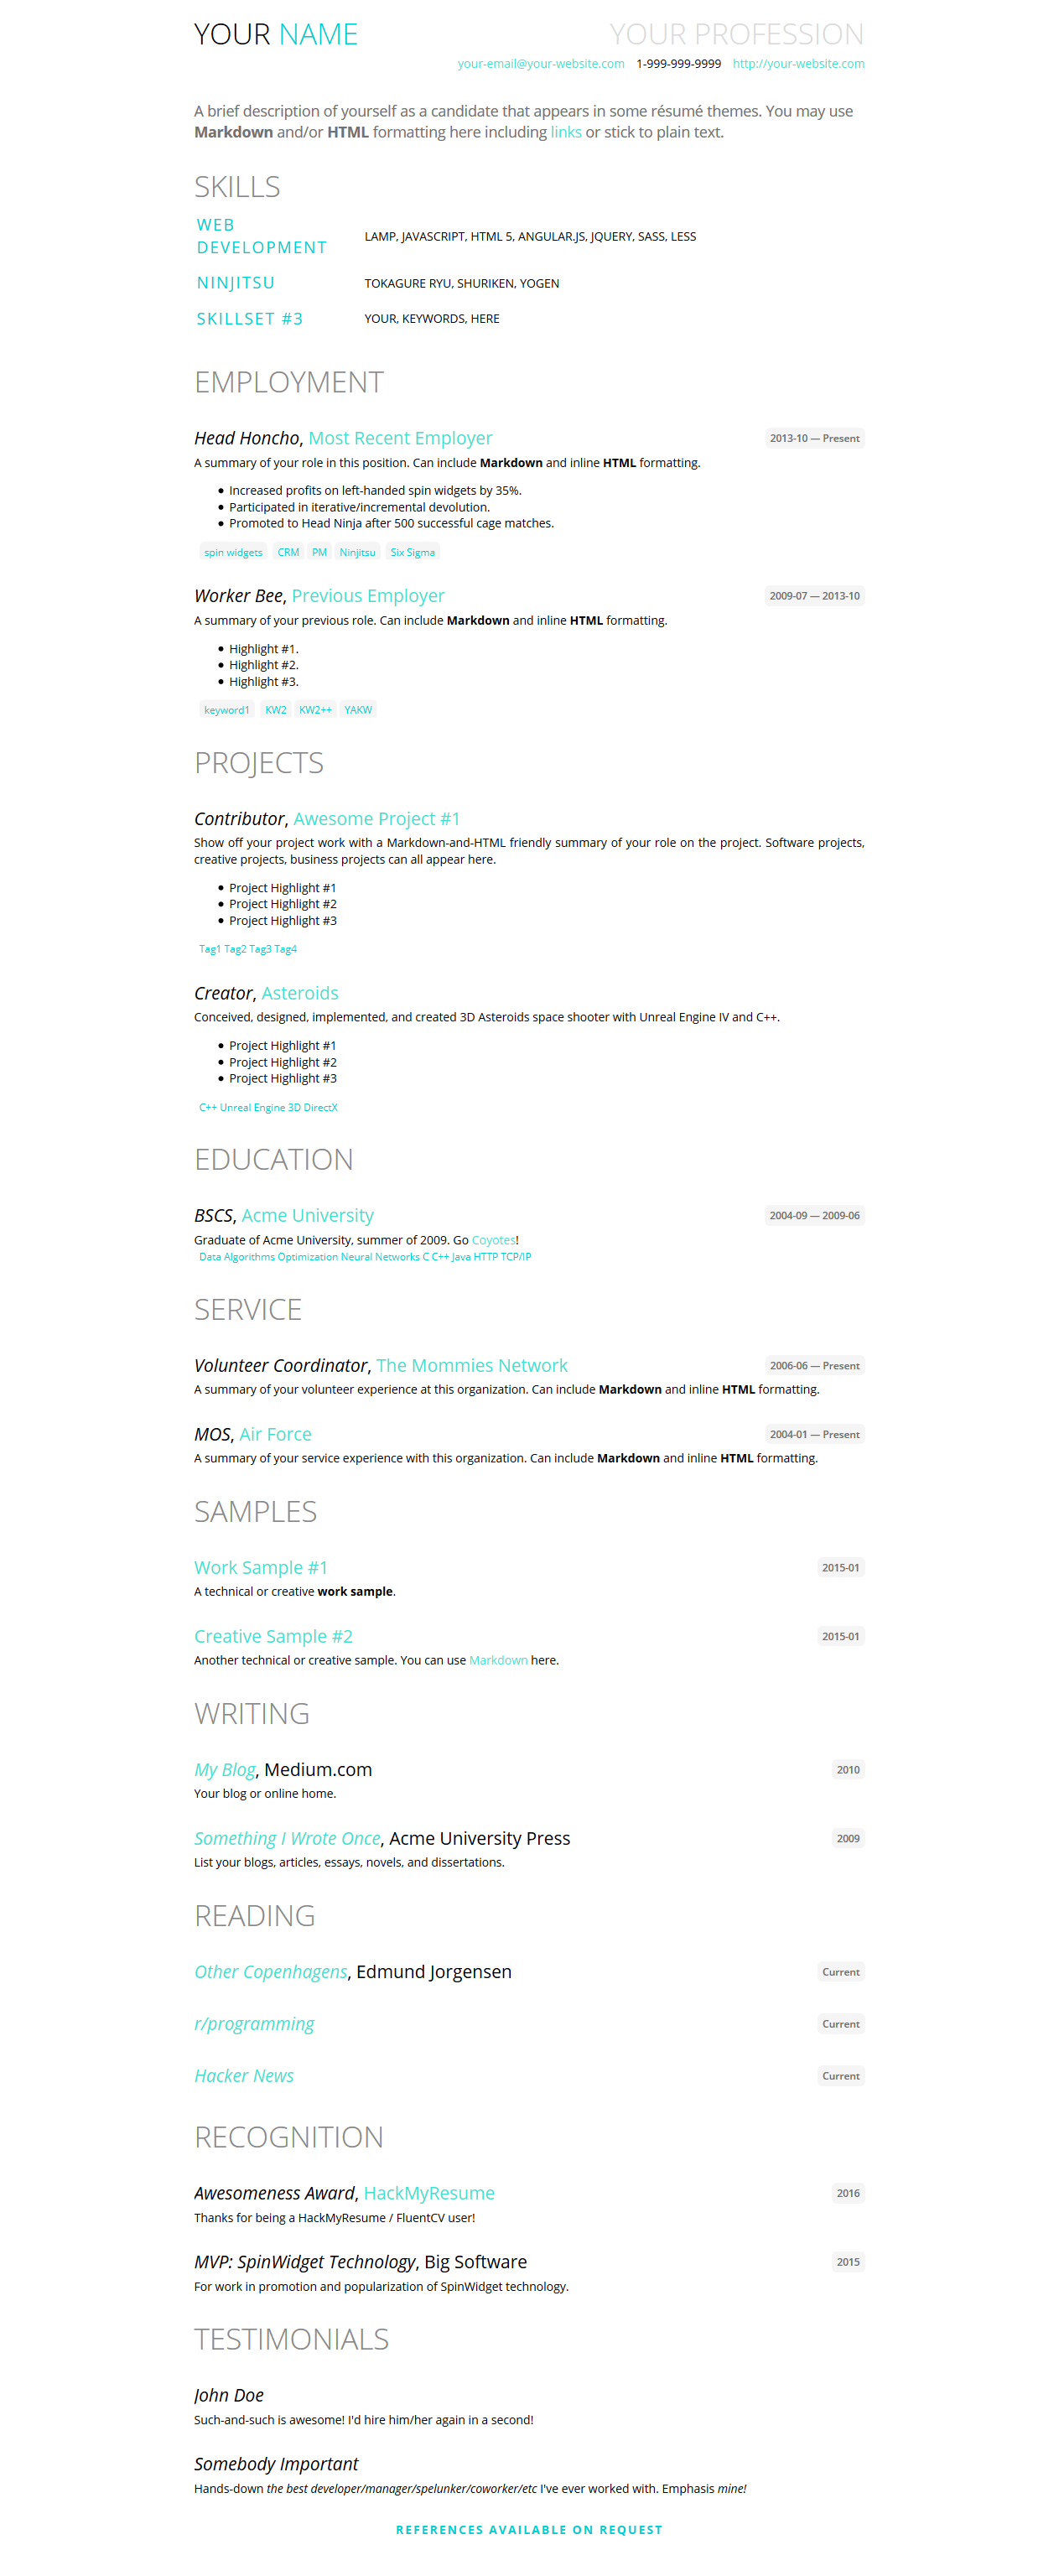 YOUR NAME YOUR PROFESSION
your-email@your-website.com 1-999-999-9999 http://your-website.com
A brief description of yourself as a candidate that appears in some résumé themes. You may use
Markdown and/or HTML formatting here including links or stick to plain text.
SKILLS
WEB
DEVELOPMENT
LAMP, JAVASCRIPT, HTML 5, ANGULAR.JS, JQUERY, SASS, LESS
NINJITSU TOKAGURE RYU, SHURIKEN, YOGEN
SKILLSET #3 YOUR, KEYWORDS, HERE
EMPLOYMENT
Head Honcho, Most Recent Employer 2013-10 — Present
A summary of your role in this position. Can include Markdown and inline HTML formatting.
• Increased profits on left-handed spin widgets by 35%.
• Participated in iterative/incremental devolution.
• Promoted to Head Ninja after 500 successful cage matches.
spin widgets CRM PM Ninjitsu Six Sigma
Worker Bee, Previous Employer 2009-07 — 2013-10
A summary of your previous role. Can include Markdown and inline HTML formatting.
• Highlight #1.
• Highlight #2.
• Highlight #3.
keyword1 KW2 KW2++ YAKW
PROJECTS
Contributor, Awesome Project #1
Show off your project work with a Markdown-and-HTML friendly summary of your role on the project. Software projects,
creative projects, business projects can all appear here.
• Project Highlight #1
• Project Highlight #2
• Project Highlight #3
Tag1 Tag2 Tag3 Tag4
Creator, Asteroids
Conceived, designed, implemented, and created 3D Asteroids space shooter with Unreal Engine IV and C++.
• Project Highlight #1
• Project Highlight #2
• Project Highlight #3
C++ Unreal Engine 3D DirectX
EDUCATION
BSCS, Acme University 2004-09 — 2009-06
Graduate of Acme University, summer of 2009. Go Coyotes!
Data Algorithms Optimization Neural Networks C C++ Java HTTP TCP/IP
SERVICE
Volunteer Coordinator, The Mommies Network 2006-06 — Present
A summary of your volunteer experience at this organization. Can include Markdown and inline HTML formatting.
MOS, Air Force 2004-01 — Present
A summary of your service experience with this organization. Can include Markdown and inline HTML formatting.
SAMPLES
Work Sample #1 2015-01
A technical or creative work sample.
Creative Sample #2 2015-01
Another technical or creative sample. You can use Markdown here.
WRITING
My Blog, Medium.com 2010
Your blog or online home.
Something I Wrote Once, Acme University Press 2009
List your blogs, articles, essays, novels, and dissertations.
READING
Other Copenhagens, Edmund Jorgensen Current
r/programming Current
Hacker News Current
RECOGNITION
Awesomeness Award, HackMyResume 2016
Thanks for being a HackMyResume / FluentCV user!
MVP: SpinWidget Technology, Big Software 2015
For work in promotion and popularization of SpinWidget technology.
TESTIMONIALS
John Doe
Such-and-such is awesome! I'd hire him/her again in a second!
Somebody Important
Hands-down the best developer/manager/spelunker/coworker/etc I've ever worked with. Emphasis mine!
REFERENCES AVAILABLE ON REQUEST